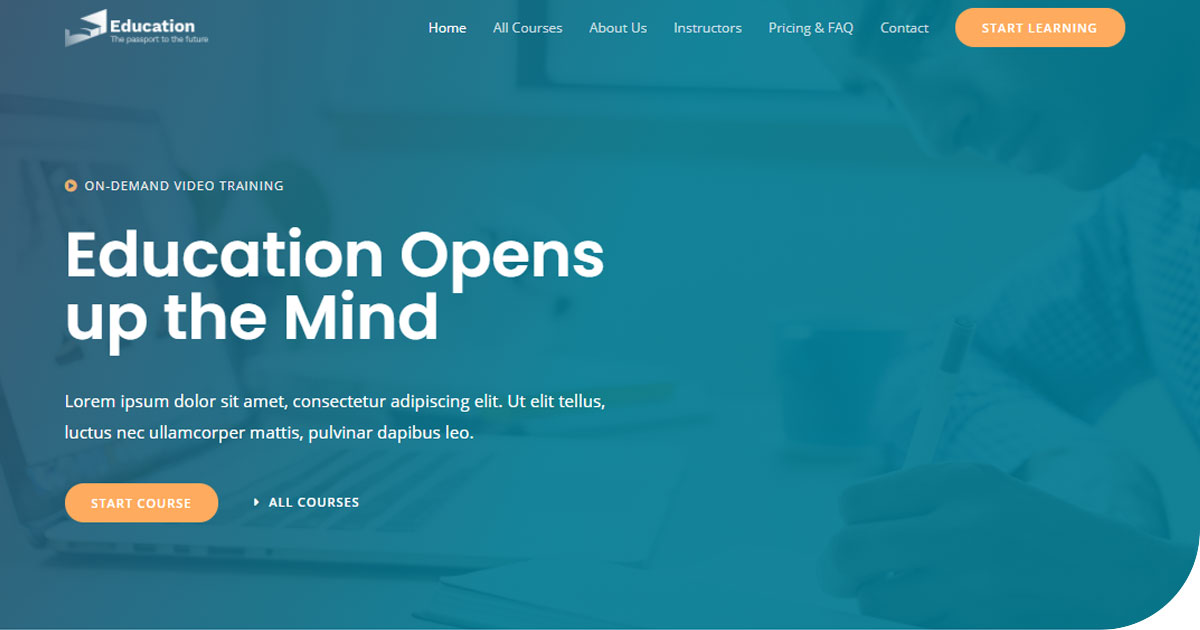 Education
The passport to the future
Home
All Courses
About Us
Instructors
Pricing & FAQ
Contact
START LEARNING
ON-DEMAND VIDEO TRAINING
Education Opens
up the Mind
Lorem ipsum dolor sit amet, consectetur adipiscing elit. Ut elit tellus,
luctus nec ullamcorper mattis, pulvinar dapibus leo.
START COURSE
ALL COURSES